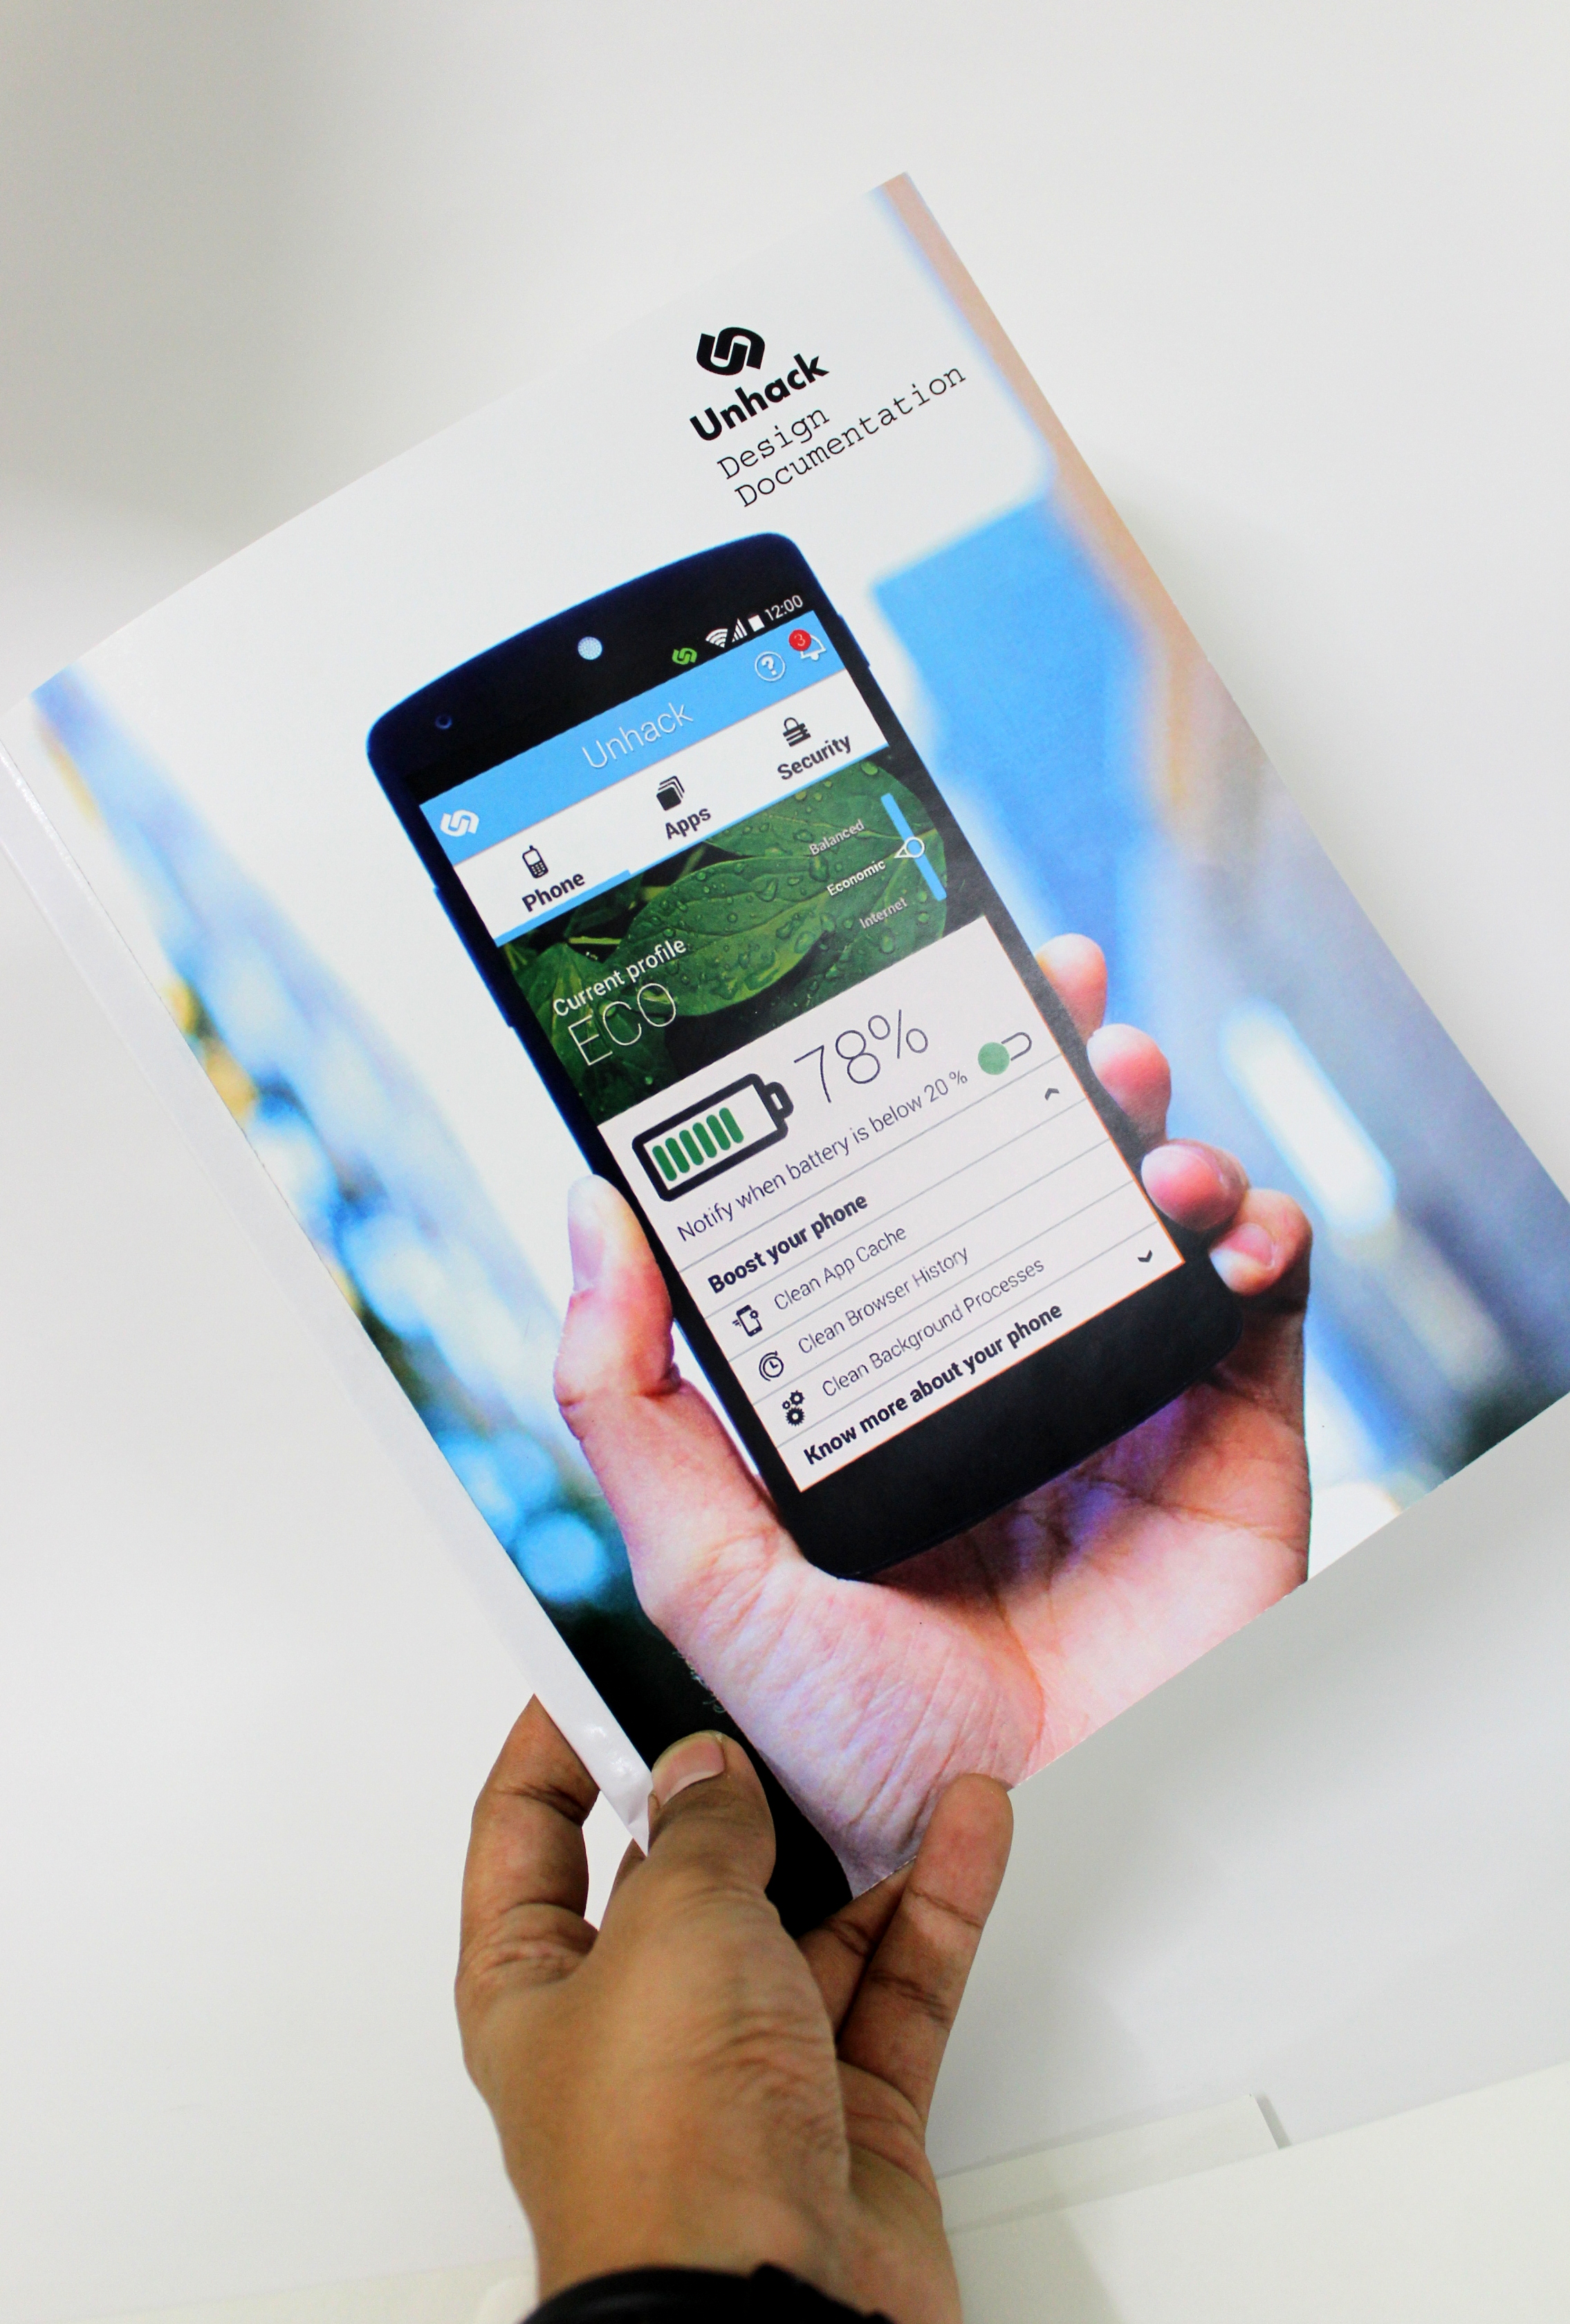 Unhack
Design
Documentation
12:00
3
?
Unhack
Phone
Apps
Security
Balanced
Economic
Internet
Current profile
ECO
78%
Notify when battery is below 20 %
Boost your phone
Clean App Cache
Clean Browser History
Clean Background Processes
Know more about your phone